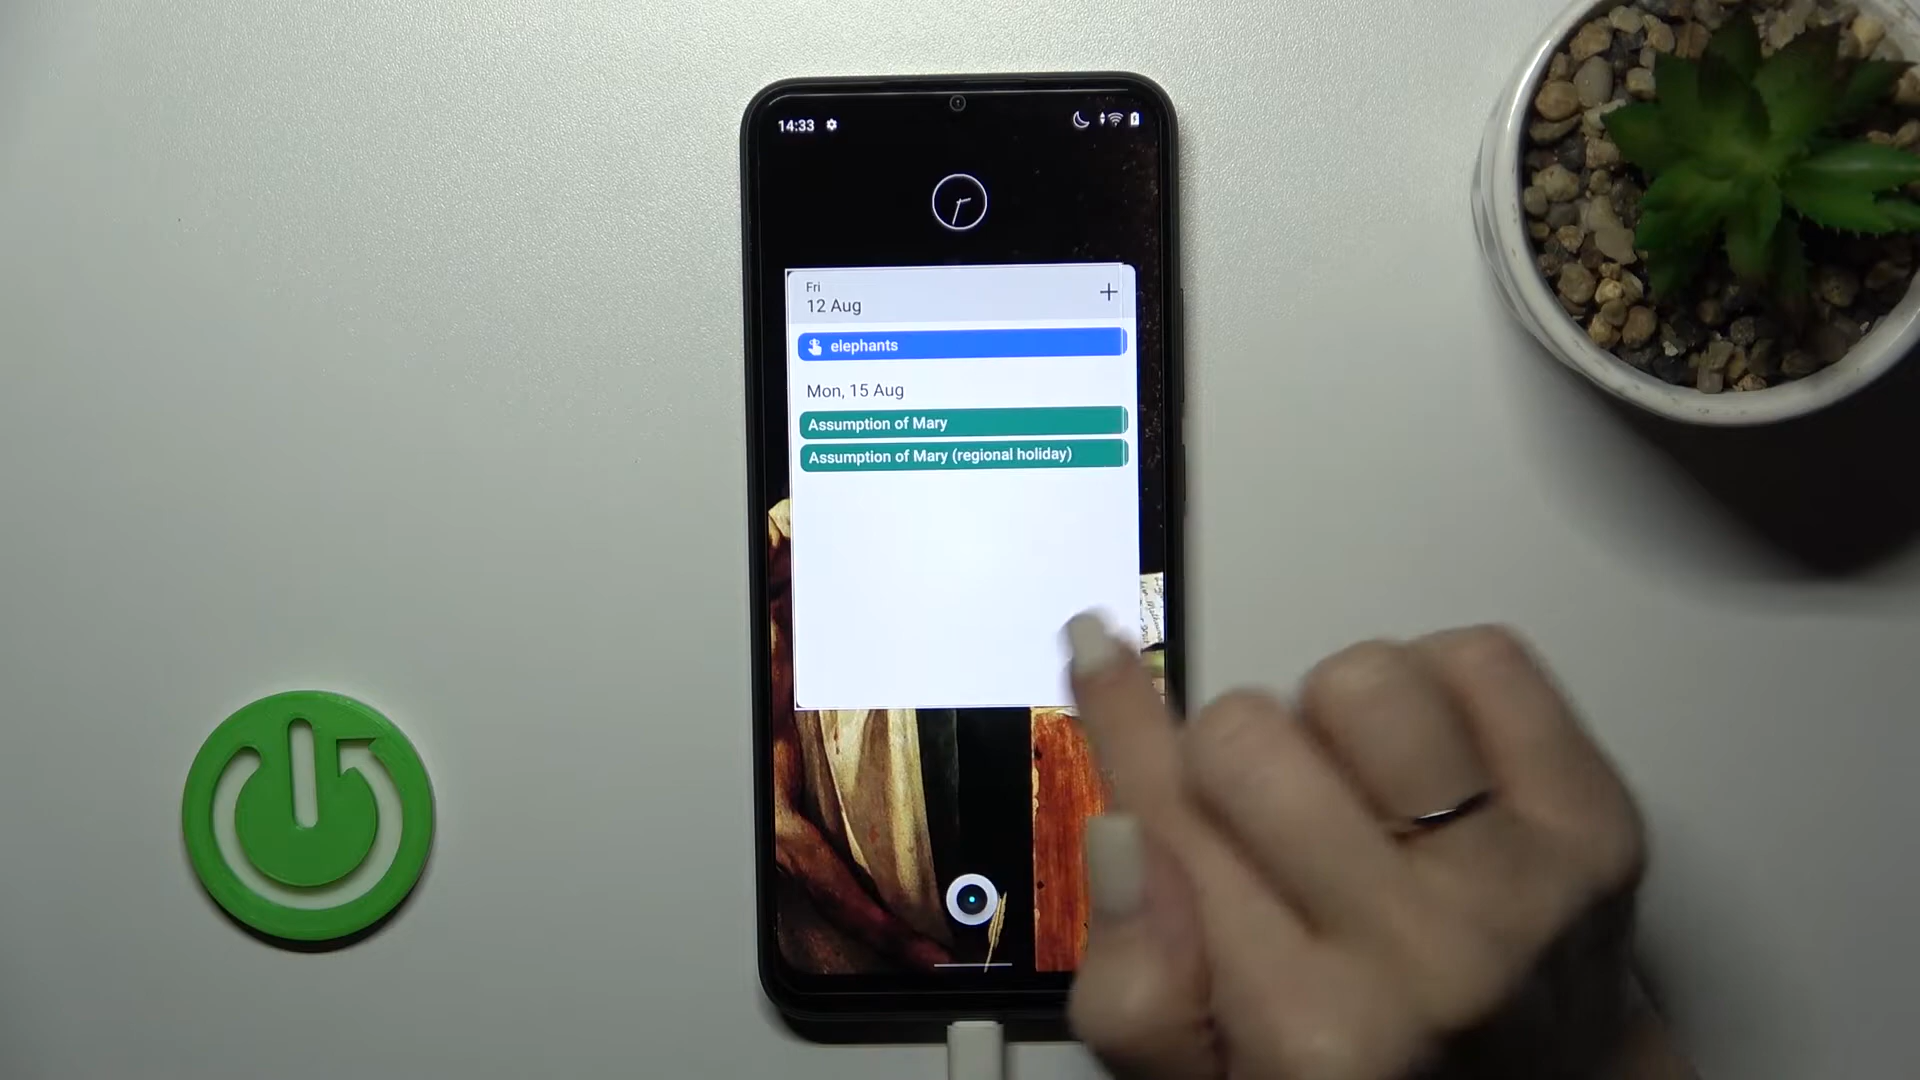 14:33
Fri
12 Aug
elephants
Mon, 15 Aug
Assumption of Mary
Assumption of Mary (regional holiday)